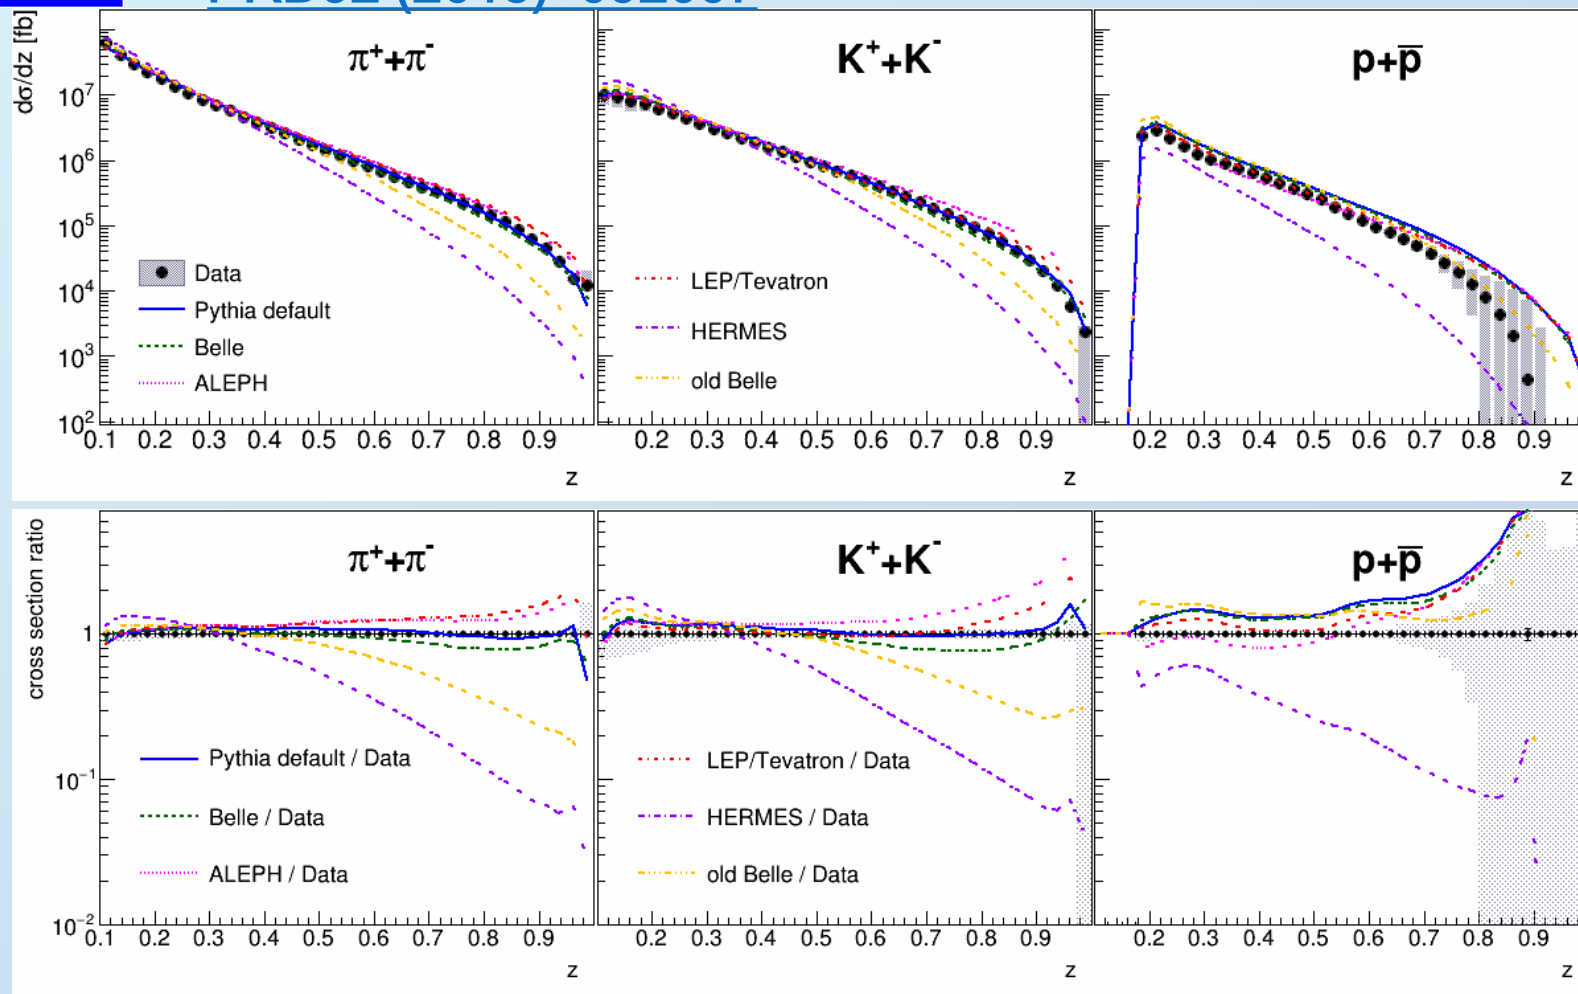 dσ/dz [fb]
π⁺+π⁻
K⁺+K⁻
p+p̅
10⁷
10⁶
10⁵
10⁴
10³
10²
Data
Pythia default
Belle
ALEPH
LEP/Tevatron
HERMES
old Belle
0.1 0.2 0.3 0.4 0.5 0.6 0.7 0.8 0.9
0.2 0.3 0.4 0.5 0.6 0.7 0.8 0.9
0.2 0.3 0.4 0.5 0.6 0.7 0.8 0.9
z
z
z
cross section ratio
π⁺+π⁻
K⁺+K⁻
p+p̅
1
10⁻¹
10⁻²
Pythia default / Data
Belle / Data
ALEPH / Data
LEP/Tevatron / Data
HERMES / Data
old Belle / Data
0.1 0.2 0.3 0.4 0.5 0.6 0.7 0.8 0.9
0.2 0.3 0.4 0.5 0.6 0.7 0.8 0.9
0.2 0.3 0.4 0.5 0.6 0.7 0.8 0.9
z
z
z